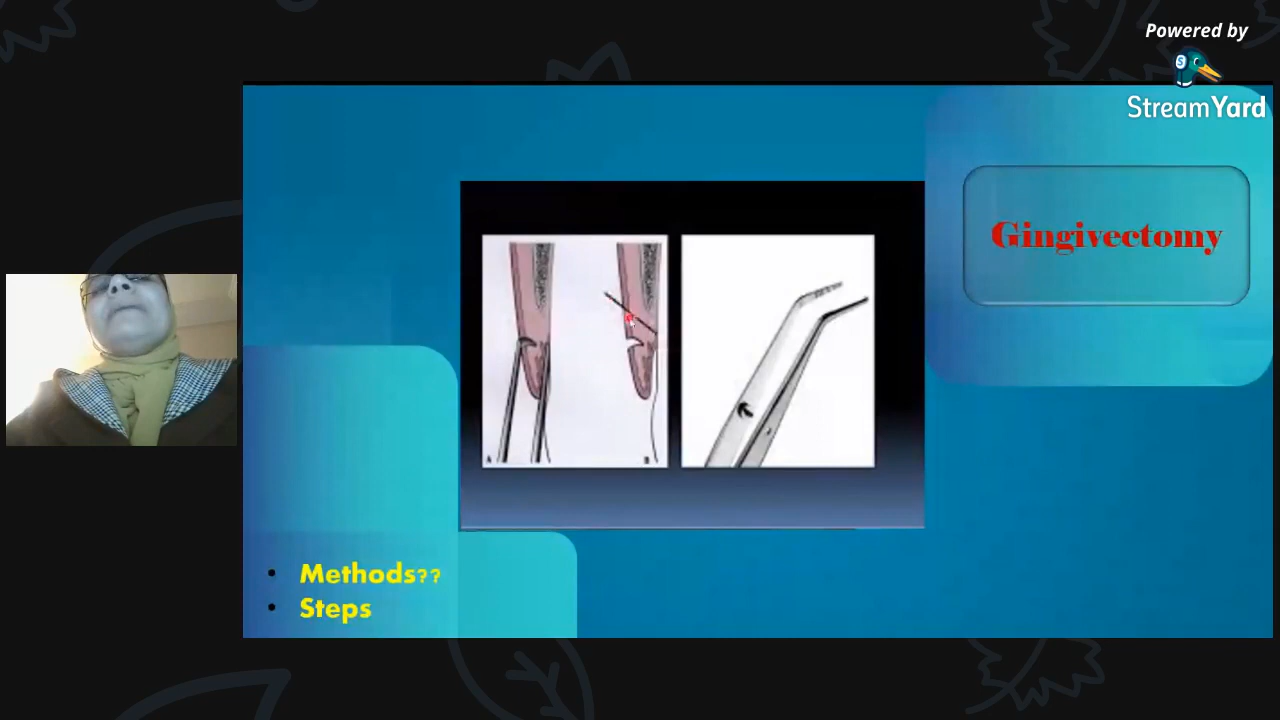 Powered by
StreamYard
Gingivectomy
A
B
• Methods??
• Steps